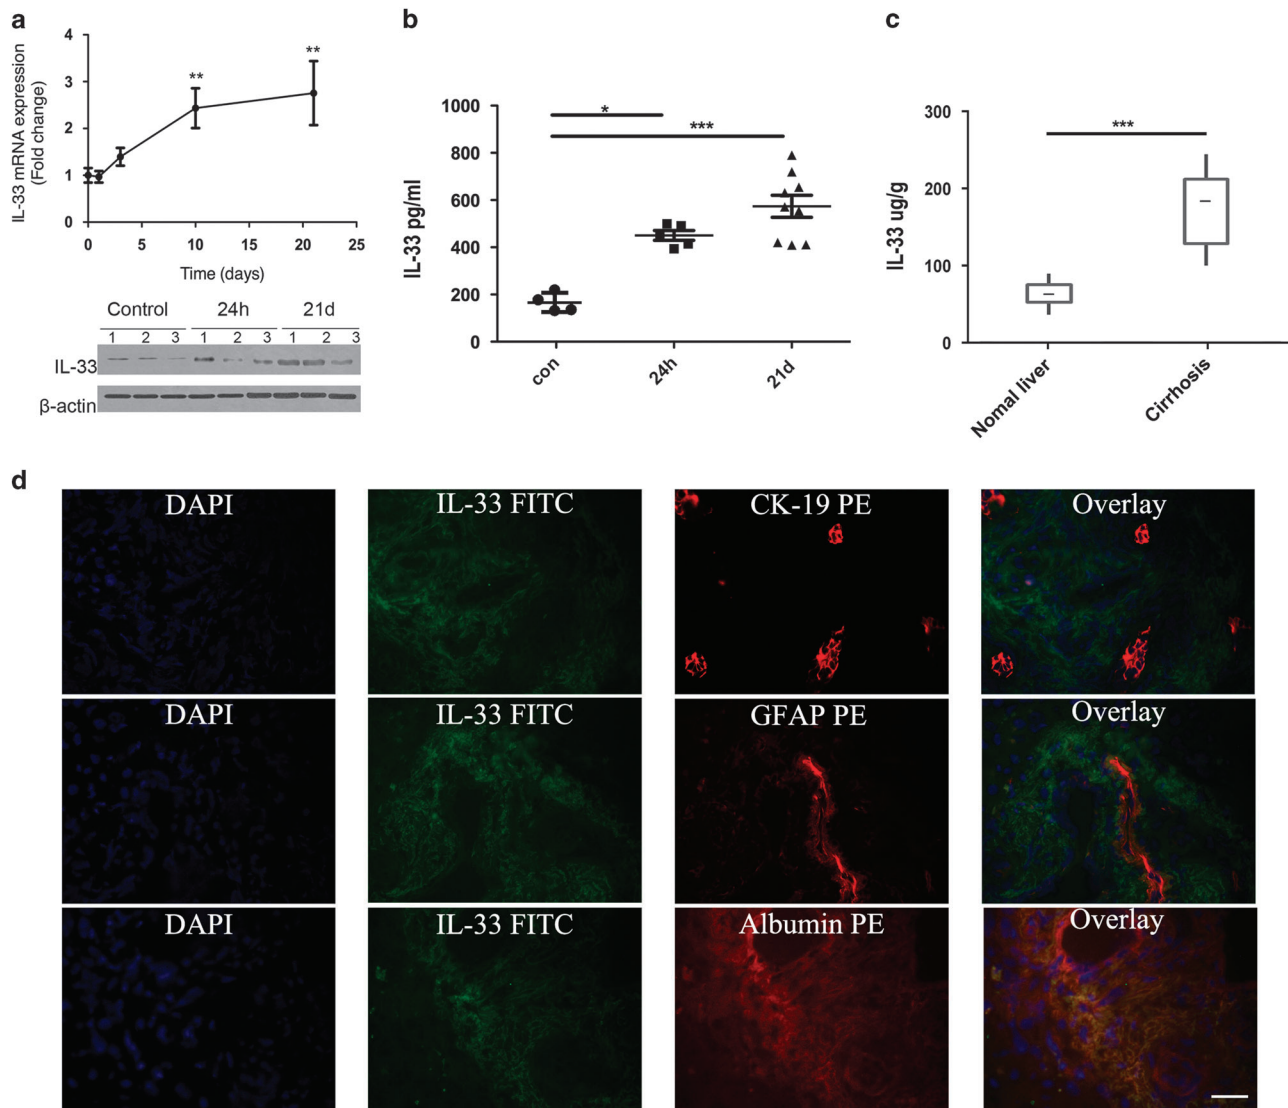 a
IL-33 mRNA expression
(Fold change)
4
3
2
1
0
**
**
0 5 10 15 20 25
Time (days)
Control 24h 21d
1 2 3 1 2 3 1 2 3
IL-33
β-actin
b
IL-33 pg/ml
1000
800
600
400
200
0
*
***
con 24h 21d
c
IL-33 ug/g
300
200
100
0
***
Nomal liver Cirrhosis
d
DAPI IL-33 FITC CK-19 PE Overlay
DAPI IL-33 FITC GFAP PE Overlay
DAPI IL-33 FITC Albumin PE Overlay